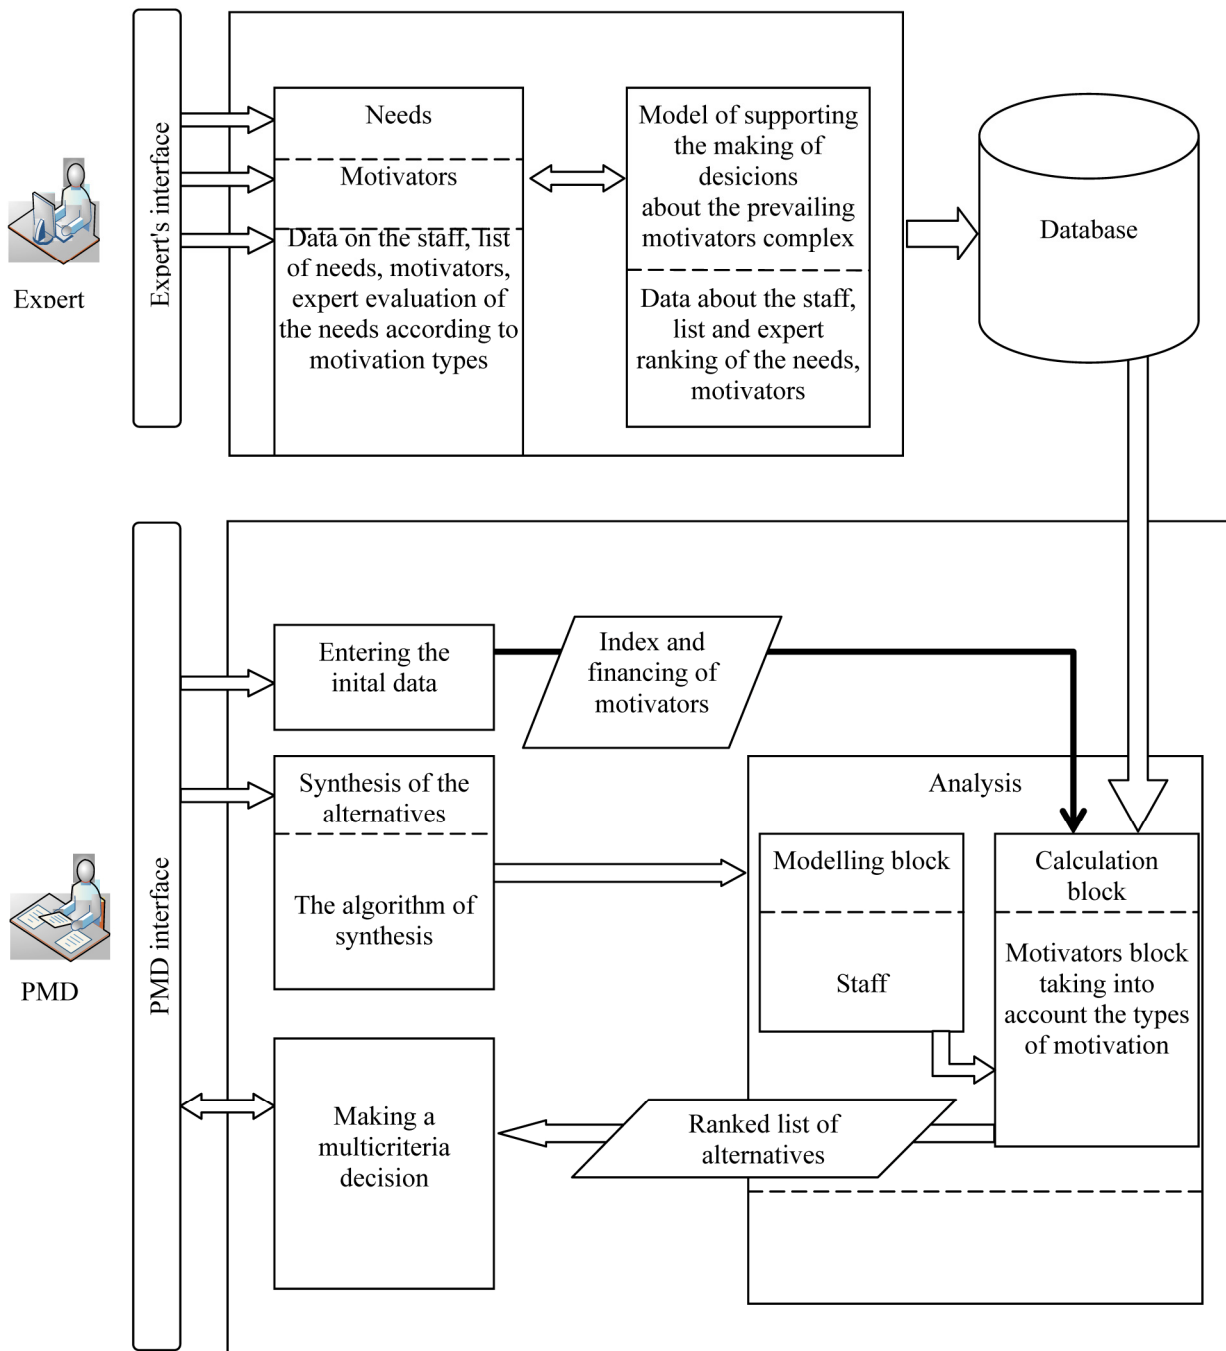 Expert
Expert's interface
Needs
Motivators
Data on the staff, list
of needs, motivators,
expert evaluation of
the needs according to
motivation types
Model of supporting
the making of
desicions
about the prevailing
motivators complex
Data about the staff,
list and expert
ranking of the needs,
motivators
Database
PMD
PMD interface
Entering the
inital data
Index and
financing of
motivators
Synthesis of the
alternatives
The algorithm of
synthesis
Analysis
Modelling block
Staff
Calculation
block
Motivators block
taking into
account the types
of motivation
Making a
multicriteria
decision
Ranked list of
alternatives